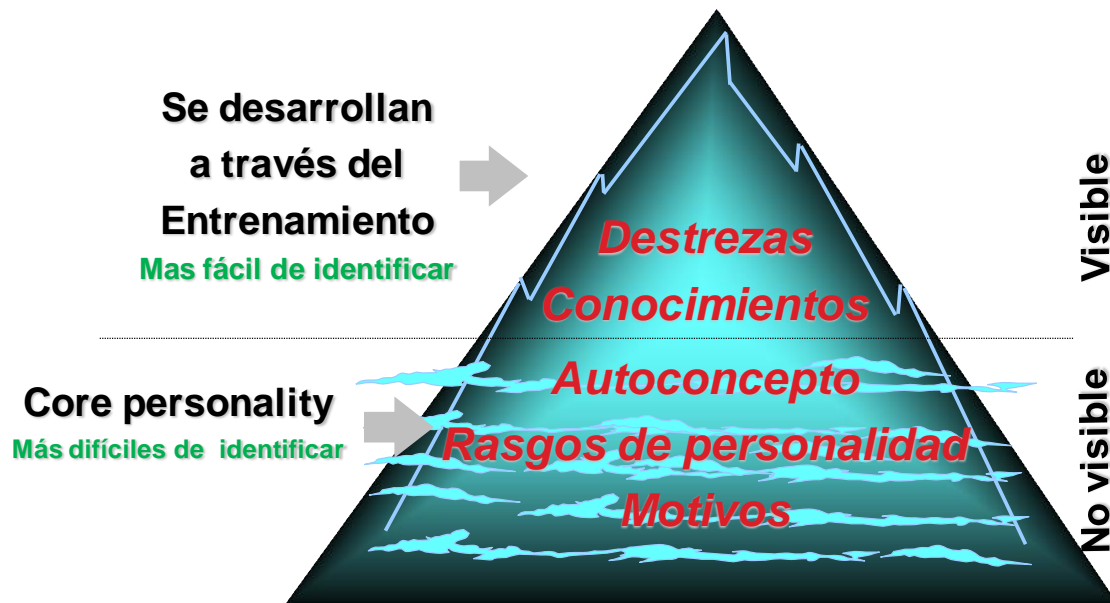 Se desarrollan
a través del
Entrenamiento
Mas fácil de identificar
Destrezas
Conocimientos
Visible
Core personality
Más difíciles de identificar
Autoconcepto
Rasgos de personalidad
Motivos
No visible